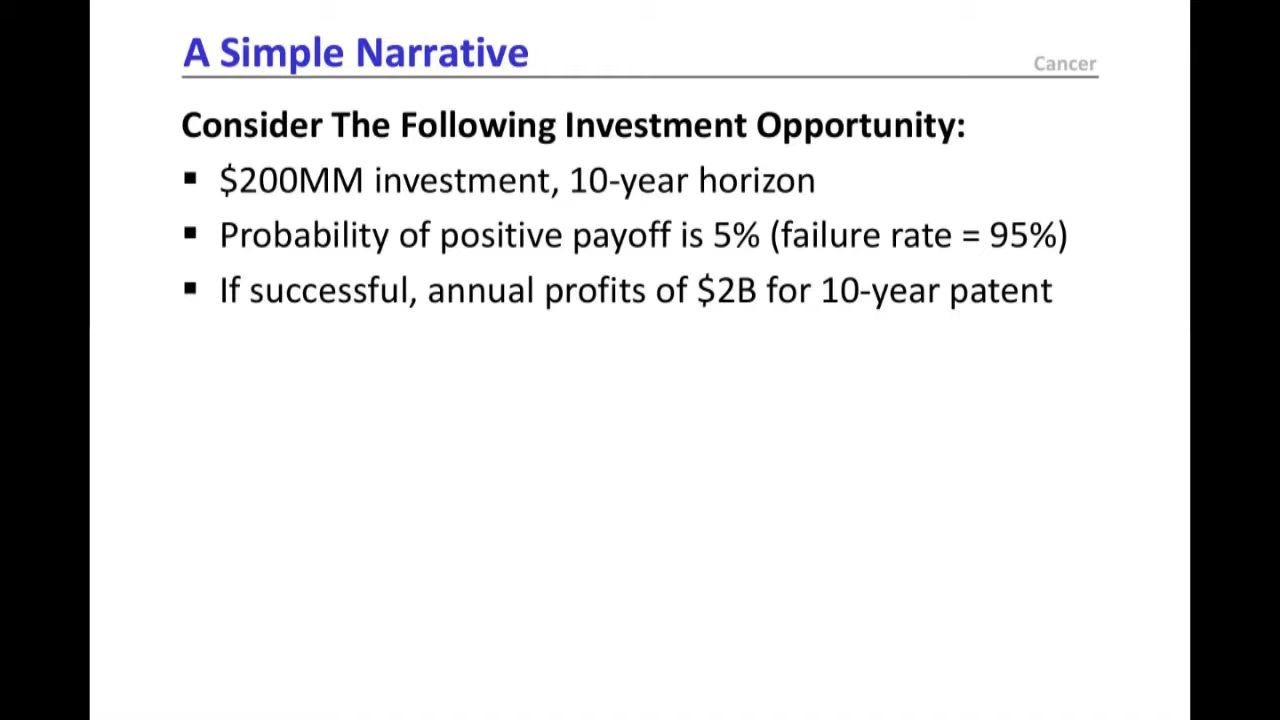 A Simple Narrative
Cancer
Consider The Following Investment Opportunity:
▪ $200MM investment, 10-year horizon
▪ Probability of positive payoff is 5% (failure rate = 95%)
▪ If successful, annual profits of $2B for 10-year patent